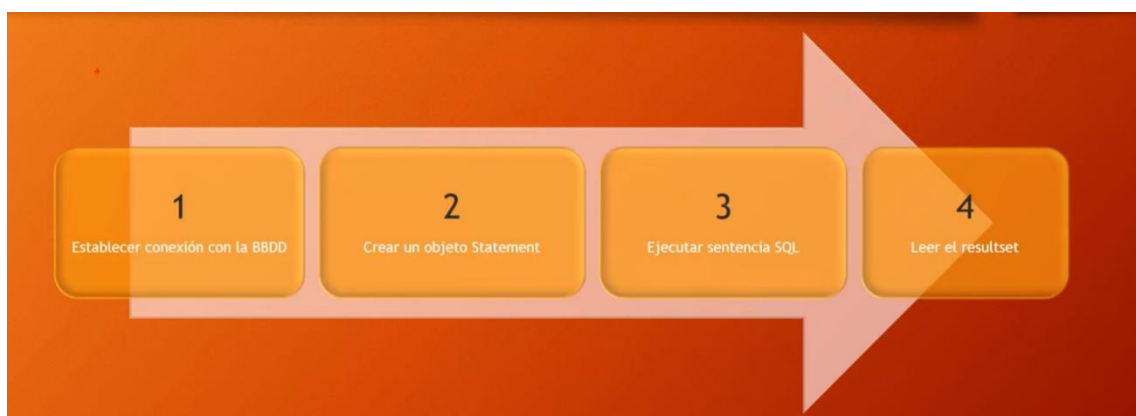 1
Establecer conexión con la BBDD
2
Crear un objeto Statement
3
Ejecutar sentencia SQL
4
Leer el resultset